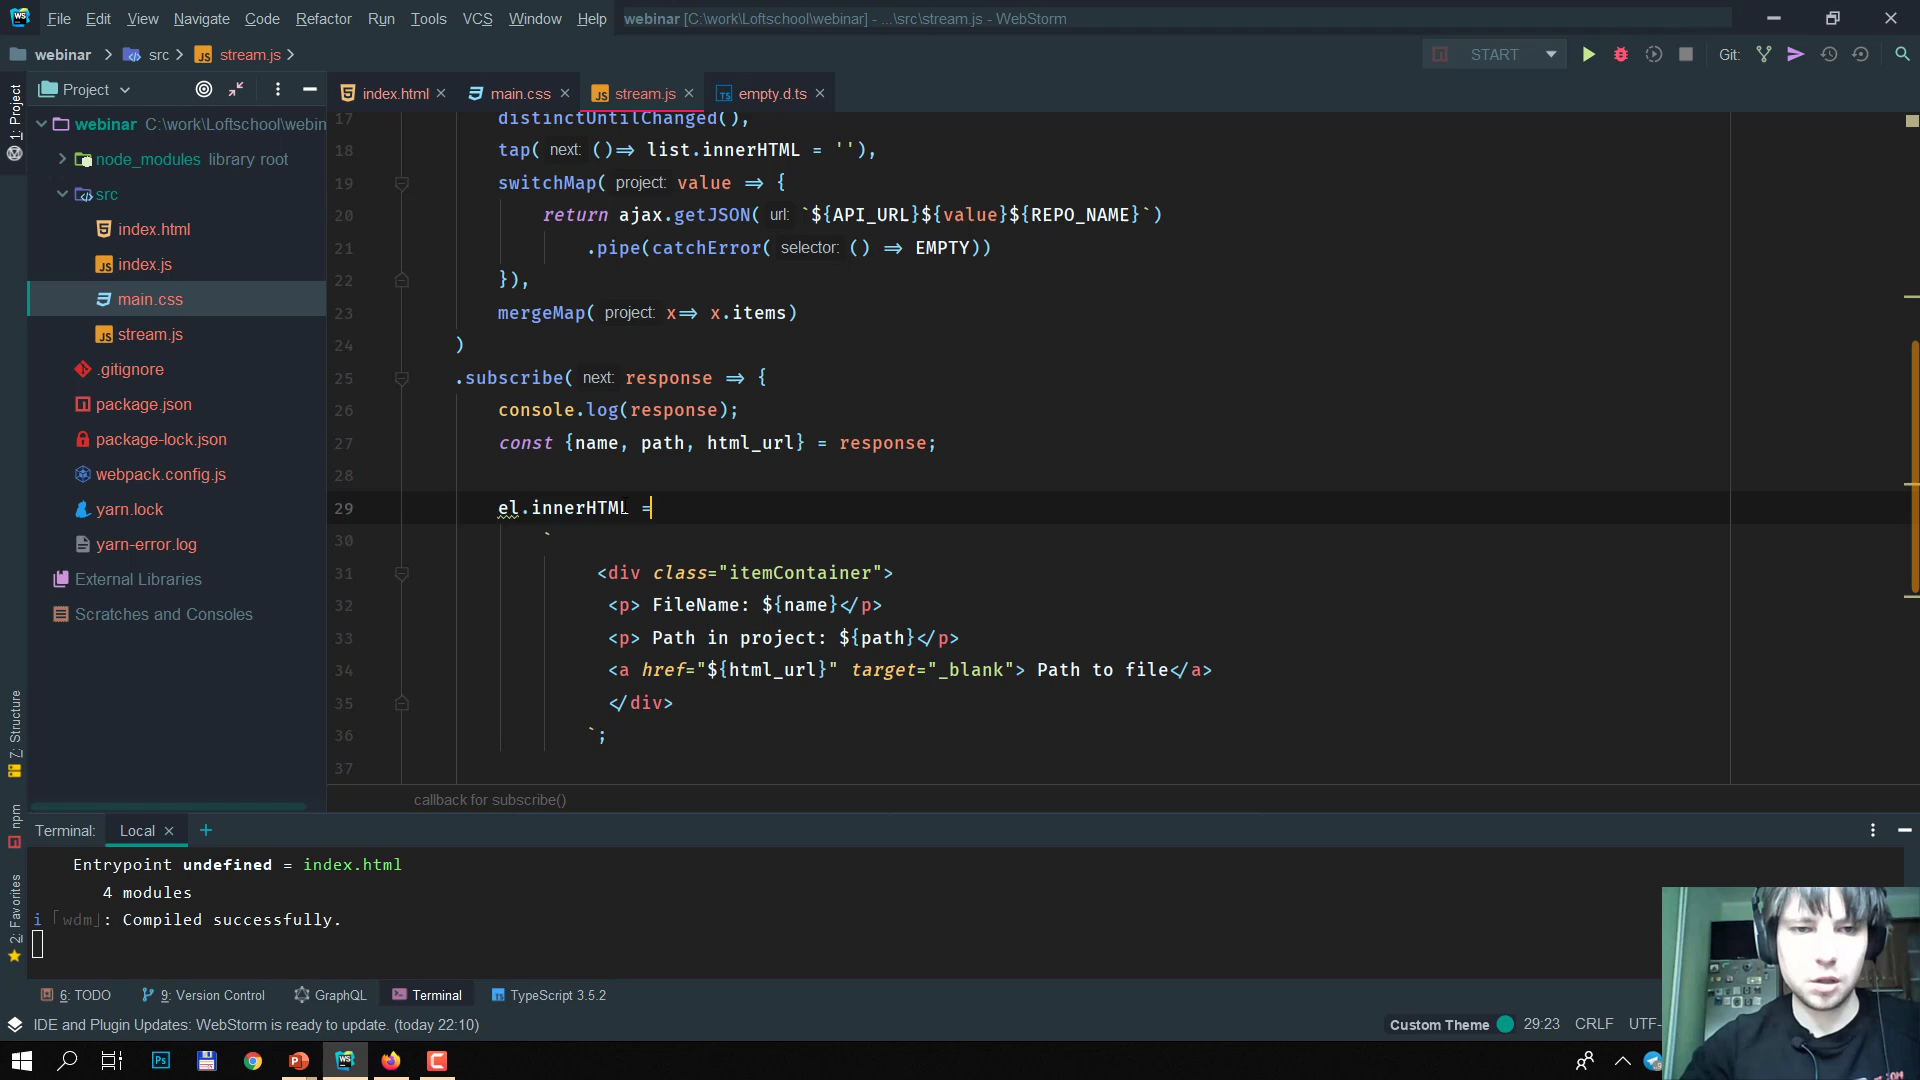 File Edit View Navigate Code Refactor Run Tools VCS Window Help webinar [C:\work\Loftschool\webinar] - ...\src\stream.js - WebStorm
webinar src stream.js START Git:
Project
index.html main.css stream.js empty.d.ts
1: Project
webinar C:\work\Loftschool\webin
node_modules library root
src
index.html
index.js
main.css
stream.js
.gitignore
package.json
package-lock.json
webpack.config.js
yarn.lock
yarn-error.log
External Libraries
Scratches and Consoles
7: Structure
npm
2: Favorites
17 distinctUntilChanged(),
18 tap( next: ()=> list.innerHTML = ''),
19 switchMap( project: value => {
20 return ajax.getJSON( url: `${API_URL}${value}${REPO_NAME}`)
21 .pipe(catchError( selector: () => EMPTY))
22 }),
23 mergeMap( project: x=> x.items)
24 )
25 .subscribe( next: response => {
26 console.log(response);
27 const {name, path, html_url} = response;
28
29 el.innerHTML =
30 `
31 <div class="itemContainer">
32 <p> FileName: ${name}</p>
33 <p> Path in project: ${path}</p>
34 <a href="${html_url}" target="_blank"> Path to file</a>
35 </div>
36 `;
37
callback for subscribe()
Terminal: Local +
Entrypoint undefined = index.html
4 modules
i 「wdm」: Compiled successfully.
6: TODO 9: Version Control GraphQL Terminal TypeScript 3.5.2
IDE and Plugin Updates: WebStorm is ready to update. (today 22:10) Custom Theme 29:23 CRLF UTF-